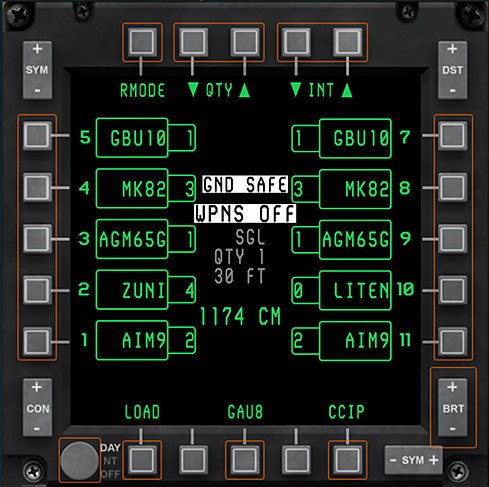 SYM
DST
RMODE ▼ QTY ▲ ▼ INT ▲
5 GBU10 1
1 GBU10 7
4 MK82 3
GND SAFE
3 MK82 8
WPNS OFF
3 AGM65G 1
SGL
1 AGM65G 9
QTY 1
30 FT
2 ZUNI 4
0 LITEN 10
1174 CM
1 AIM9 2
2 AIM9 11
+
CON
-
+
BRT
-
LOAD GAU8 CCIP
DAY
NT
OFF
- SYM +